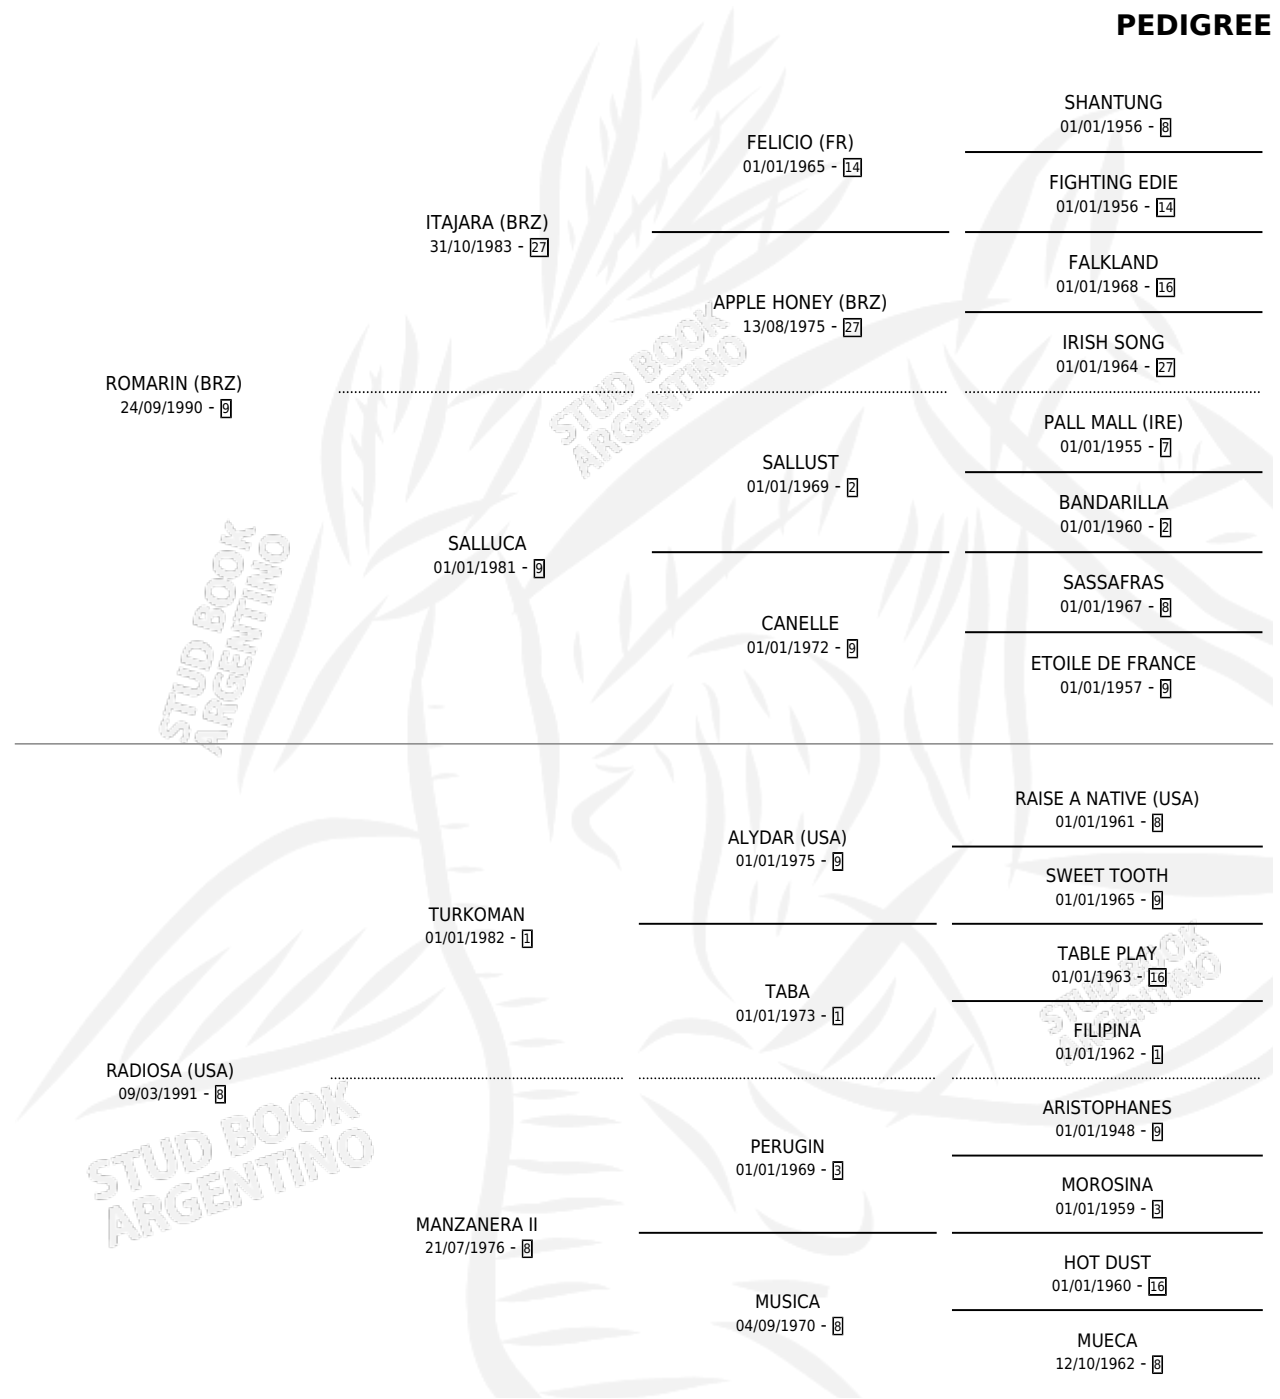 PEDIGREE
SHANTUNG
01/01/1956 - 8
FELICIO (FR)
01/01/1965 - 14
FIGHTING EDIE
01/01/1956 - 14
ITAJARA (BRZ)
31/10/1983 - 27
FALKLAND
01/01/1968 - 16
APPLE HONEY (BRZ)
13/08/1975 - 27
IRISH SONG
01/01/1964 - 27
ROMARIN (BRZ)
24/09/1990 - 9
PALL MALL (IRE)
01/01/1955 - 7
SALLUST
01/01/1969 - 2
BANDARILLA
01/01/1960 - 2
SALLUCA
01/01/1981 - 9
SASSAFRAS
01/01/1967 - 8
CANELLE
01/01/1972 - 9
ETOILE DE FRANCE
01/01/1957 - 9
RAISE A NATIVE (USA)
01/01/1961 - 8
ALYDAR (USA)
01/01/1975 - 9
SWEET TOOTH
01/01/1965 - 9
TURKOMAN
01/01/1982 - 1
TABLE PLAY
01/01/1963 - 16
TABA
01/01/1973 - 1
FILIPINA
01/01/1962 - 1
RADIOSA (USA)
09/03/1991 - 8
ARISTOPHANES
01/01/1948 - 9
PERUGIN
01/01/1969 - 3
MOROSINA
01/01/1959 - 3
MANZANERA II
21/07/1976 - 8
HOT DUST
01/01/1960 - 16
MUSICA
04/09/1970 - 8
MUECA
12/10/1962 - 8
STUD BOOK
ARGENTINO
STUD BOOK
ARGENTINO
STUD BOOK
ARGENTINO
STUD BOOK
ARGENTINO